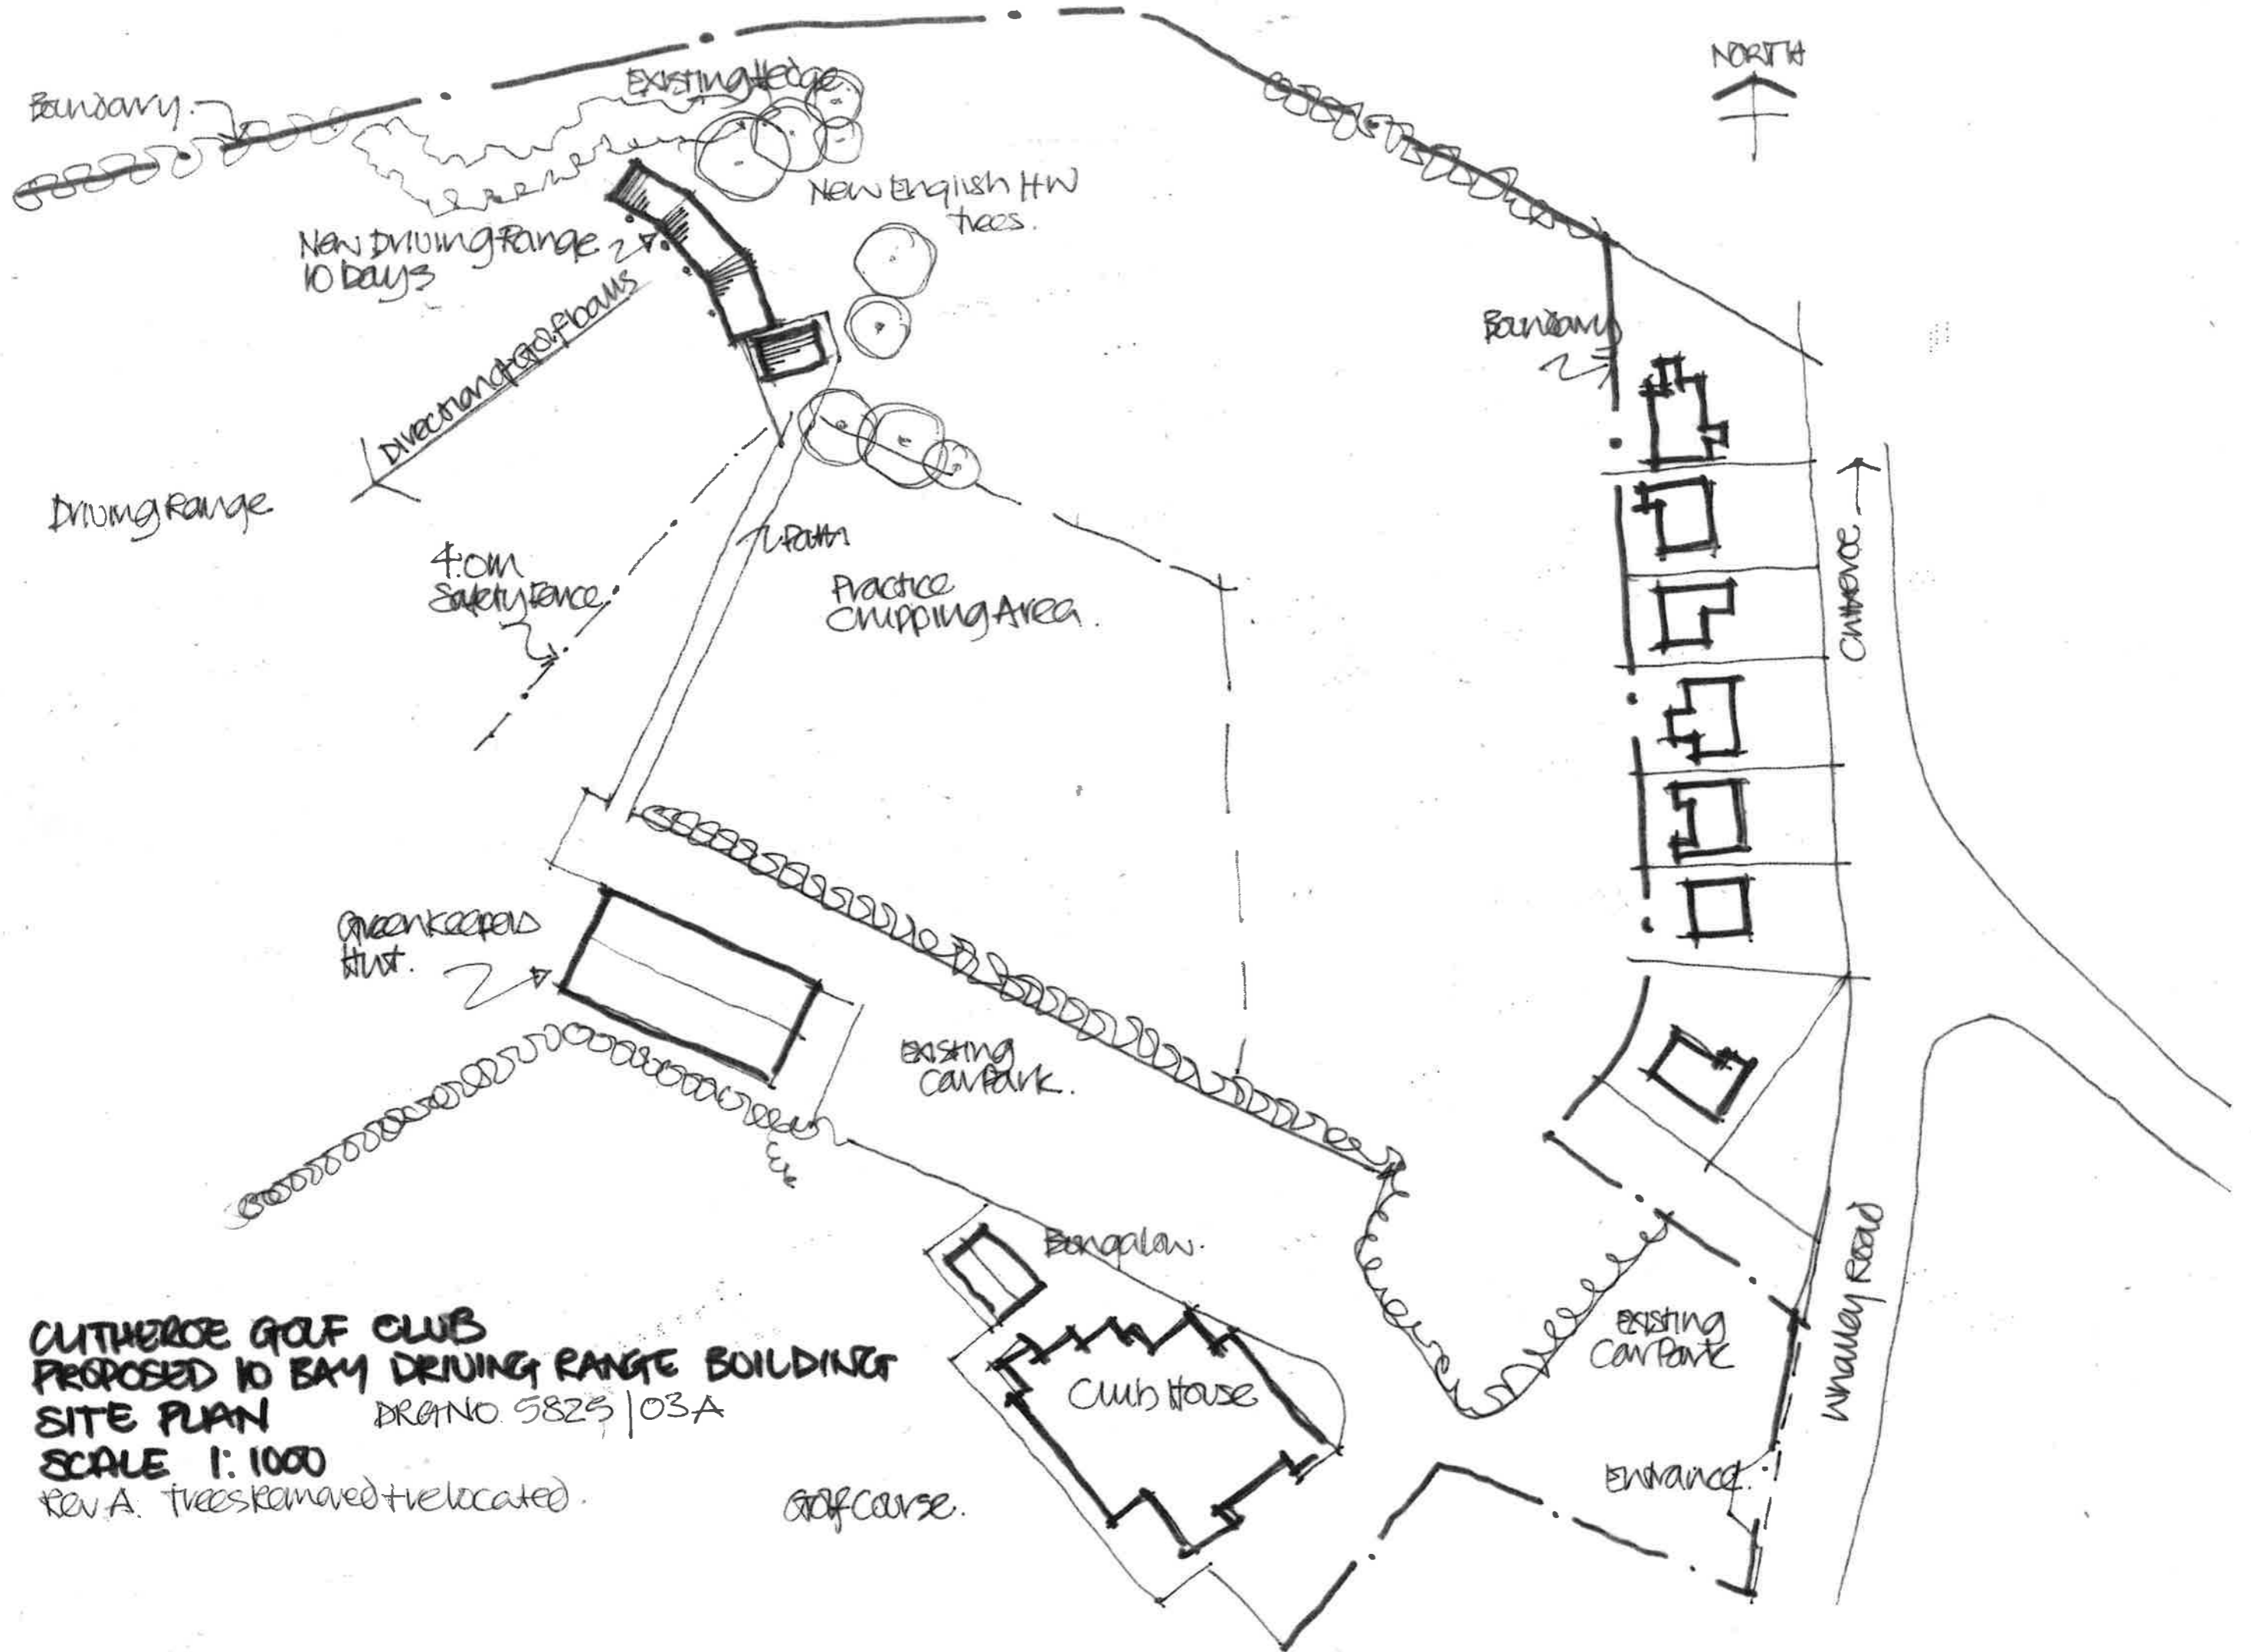 NORTH
Existing Hedge
Boundary.
New English HW
trees.
New Driving Range
10 bays
Direction of Golf balls
Boundary
Driving Range
4.0m
Safety Fence
Path
Practice
Chipping Area.
Clitheroe
Greenkeepers
Hut.
Existing
Car Park.
Bungalow.
Club House
Existing
Car Park
Whalley Road
Entrance.
Golf Course.
CLITHEROE GOLF CLUB
PROPOSED 10 BAY DRIVING RANGE BUILDING
SITE PLAN DRG NO. 5825/03A
SCALE 1:1000
Rev A. Trees Removed + relocated.